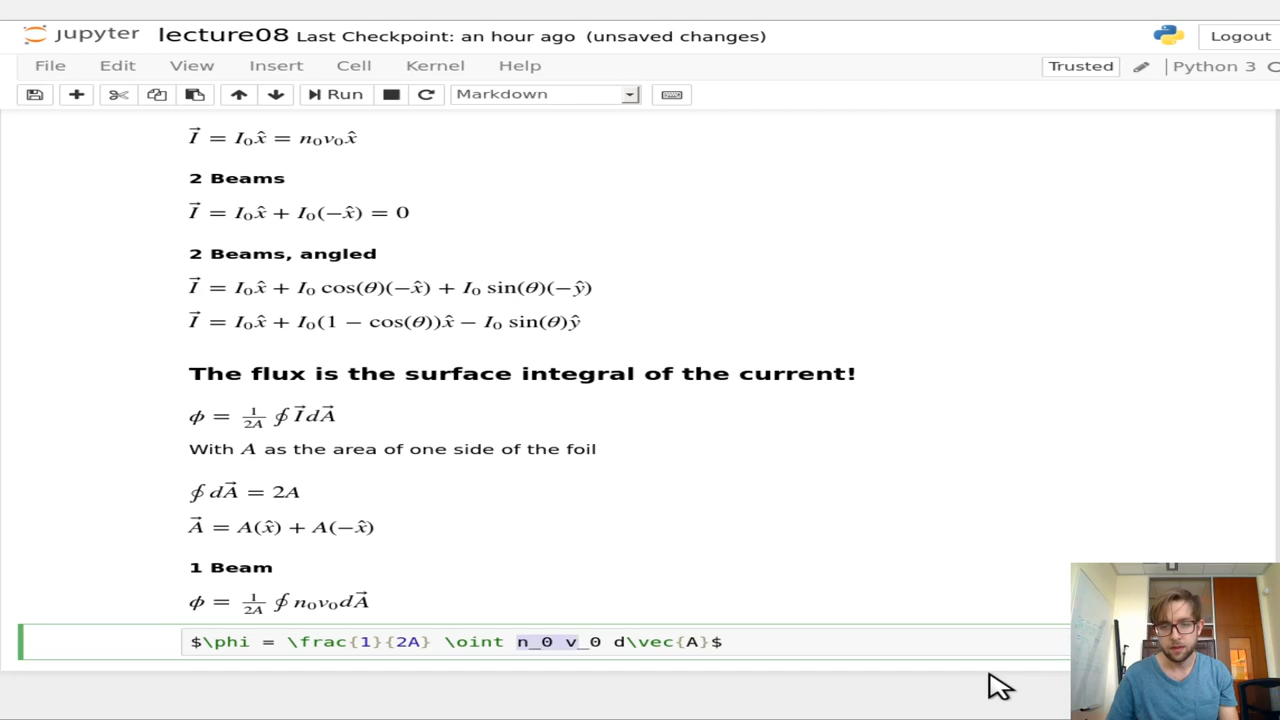 jupyter lecture08 Last Checkpoint: an hour ago (unsaved changes) Logout
File Edit View Insert Cell Kernel Help Trusted Python 3
Run Markdown
I⃗ = I₀x̂ = n₀v₀x̂
2 Beams
I⃗ = I₀x̂ + I₀(−x̂) = 0
2 Beams, angled
I⃗ = I₀x̂ + I₀ cos(θ)(−x̂) + I₀ sin(θ)(−ŷ)
I⃗ = I₀x̂ + I₀(1 − cos(θ))x̂ − I₀ sin(θ)ŷ
The flux is the surface integral of the current!
ϕ = 1/2A ∮ I⃗dA⃗
With A as the area of one side of the foil
∮ dA⃗ = 2A
A⃗ = A(x̂) + A(−x̂)
1 Beam
ϕ = 1/2A ∮ n₀v₀dA⃗
$\phi = \frac{1}{2A} \oint n_0 v_0 d\vec{A}$